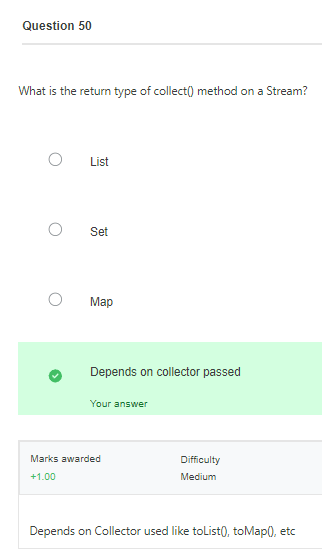 Question 50
What is the return type of collect() method on a Stream?
List
Set
Map
Depends on collector passed
Your answer
Marks awarded
Difficulty
+1.00
Medium
Depends on Collector used like toList(), toMap(), etc